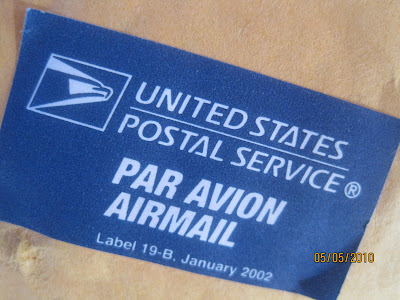 UNITED STATES
POSTAL SERVICE®
PAR AVION
AIRMAIL
Label 19-B, January 2002
05/05/2010